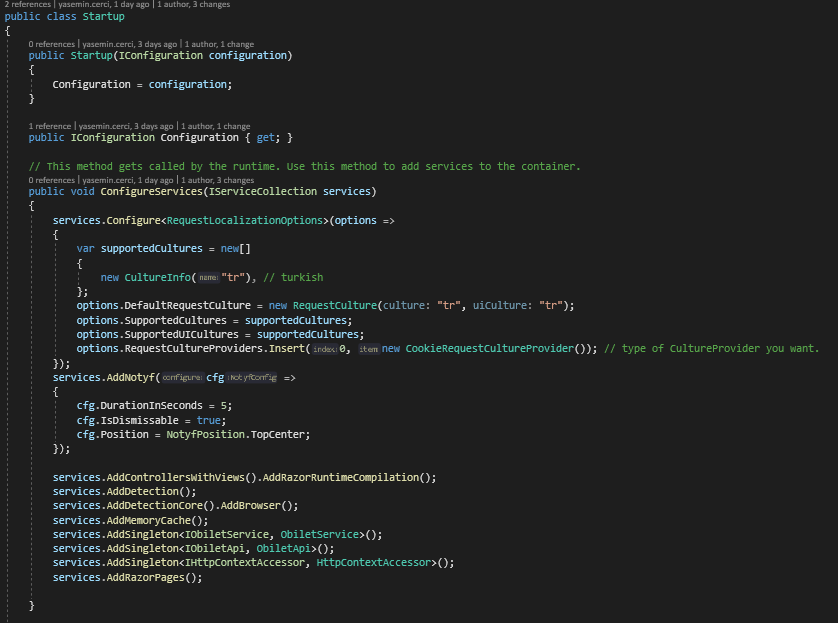 2 references | yasemin.cerci, 1 day ago | 1 author, 3 changes
public class Startup
{
0 references | yasemin.cerci, 3 days ago | 1 author, 1 change
public Startup(IConfiguration configuration)
{
Configuration = configuration;
}
1 reference | yasemin.cerci, 3 days ago | 1 author, 1 change
public IConfiguration Configuration { get; }
// This method gets called by the runtime. Use this method to add services to the container.
0 references | yasemin.cerci, 1 day ago | 1 author, 3 changes
public void ConfigureServices(IServiceCollection services)
{
services.Configure<RequestLocalizationOptions>(options =>
{
var supportedCultures = new[]
{
new CultureInfo(name: "tr"), // turkish
};
options.DefaultRequestCulture = new RequestCulture(culture: "tr", uiCulture: "tr");
options.SupportedCultures = supportedCultures;
options.SupportedUICultures = supportedCultures;
options.RequestCultureProviders.Insert(index: 0, item new CookieRequestCultureProvider()); // type of CultureProvider you want.
});
services.AddNotyf(configure: cfg :NotyfConfig =>
{
cfg.DurationInSeconds = 5;
cfg.IsDismissable = true;
cfg.Position = NotyfPosition.TopCenter;
});
services.AddControllersWithViews().AddRazorRuntimeCompilation();
services.AddDetection();
services.AddDetectionCore().AddBrowser();
services.AddMemoryCache();
services.AddSingleton<IObiletService, ObiletService>();
services.AddSingleton<IObiletApi, ObiletApi>();
services.AddSingleton<IHttpContextAccessor, HttpContextAccessor>();
services.AddRazorPages();
}